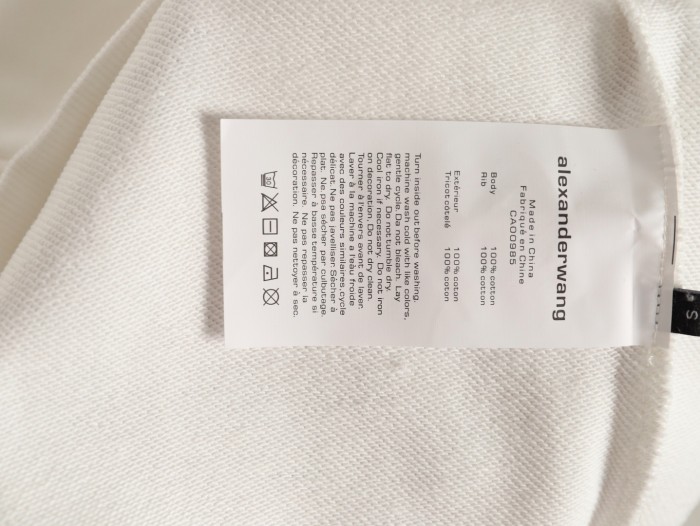 alexanderwang
Made in China
Fabriqué en Chine
CA00985
Body 100% cotton
Rib 100% cotton
Extérieur 100% coton
Tricot côtelé 100% coton
Turn inside out before washing.
machine wash cold with like colors,
gentle cycle. Do not bleach. Lay
flat to dry. Do not tumble dry.
Cool iron if necessary. Do not iron
on decoration. Do not dry clean.
Tourner à l'envers avant de laver.
Laver à la machine a l'éau froide
avec des couleurs similaires, cycle
délicat. Ne pas javelliser. Sécher à
plat. Ne psa sécher par culbutage.
Repasser à basse température si
nécessaire. Ne pas repasser la
décoration. Ne pas nettoyer à sec.
30
S